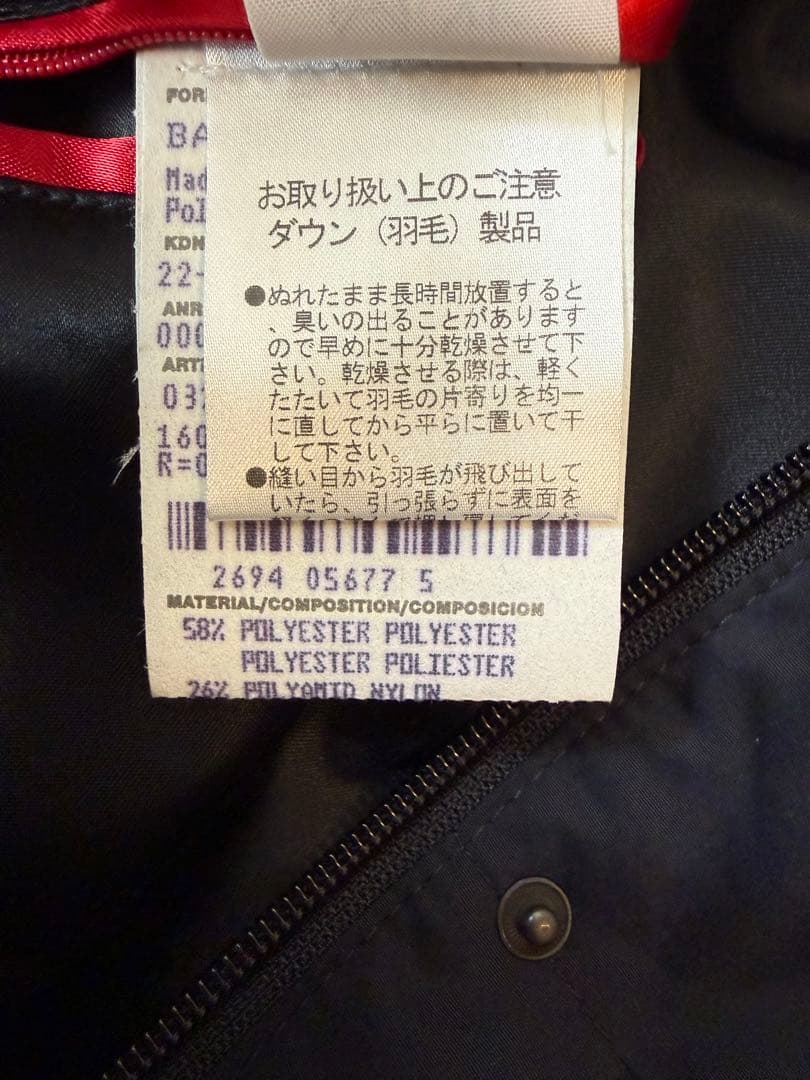 FOR
BA
Mad
Pol
KDN
22-
ANR
000
ARTI
032
160
R=0
お取り扱い上のご注意
ダウン（羽毛）製品
●ぬれたまま長時間放置すると
、臭いの出ることがあります
ので早めに十分乾燥させて下
さい。乾燥させる際は、軽く
たたいて羽毛の片寄りを均一
に直してから平らに置いて干
して下さい。
●縫い目から羽毛が飛び出して
いたら、引っ張らずに表面を
2694 05677 5
MATERIAL/COMPOSITION/COMPOSICION
58% POLYESTER POLYESTER
POLYESTER POLIESTER
26% POLYAMID NYLON